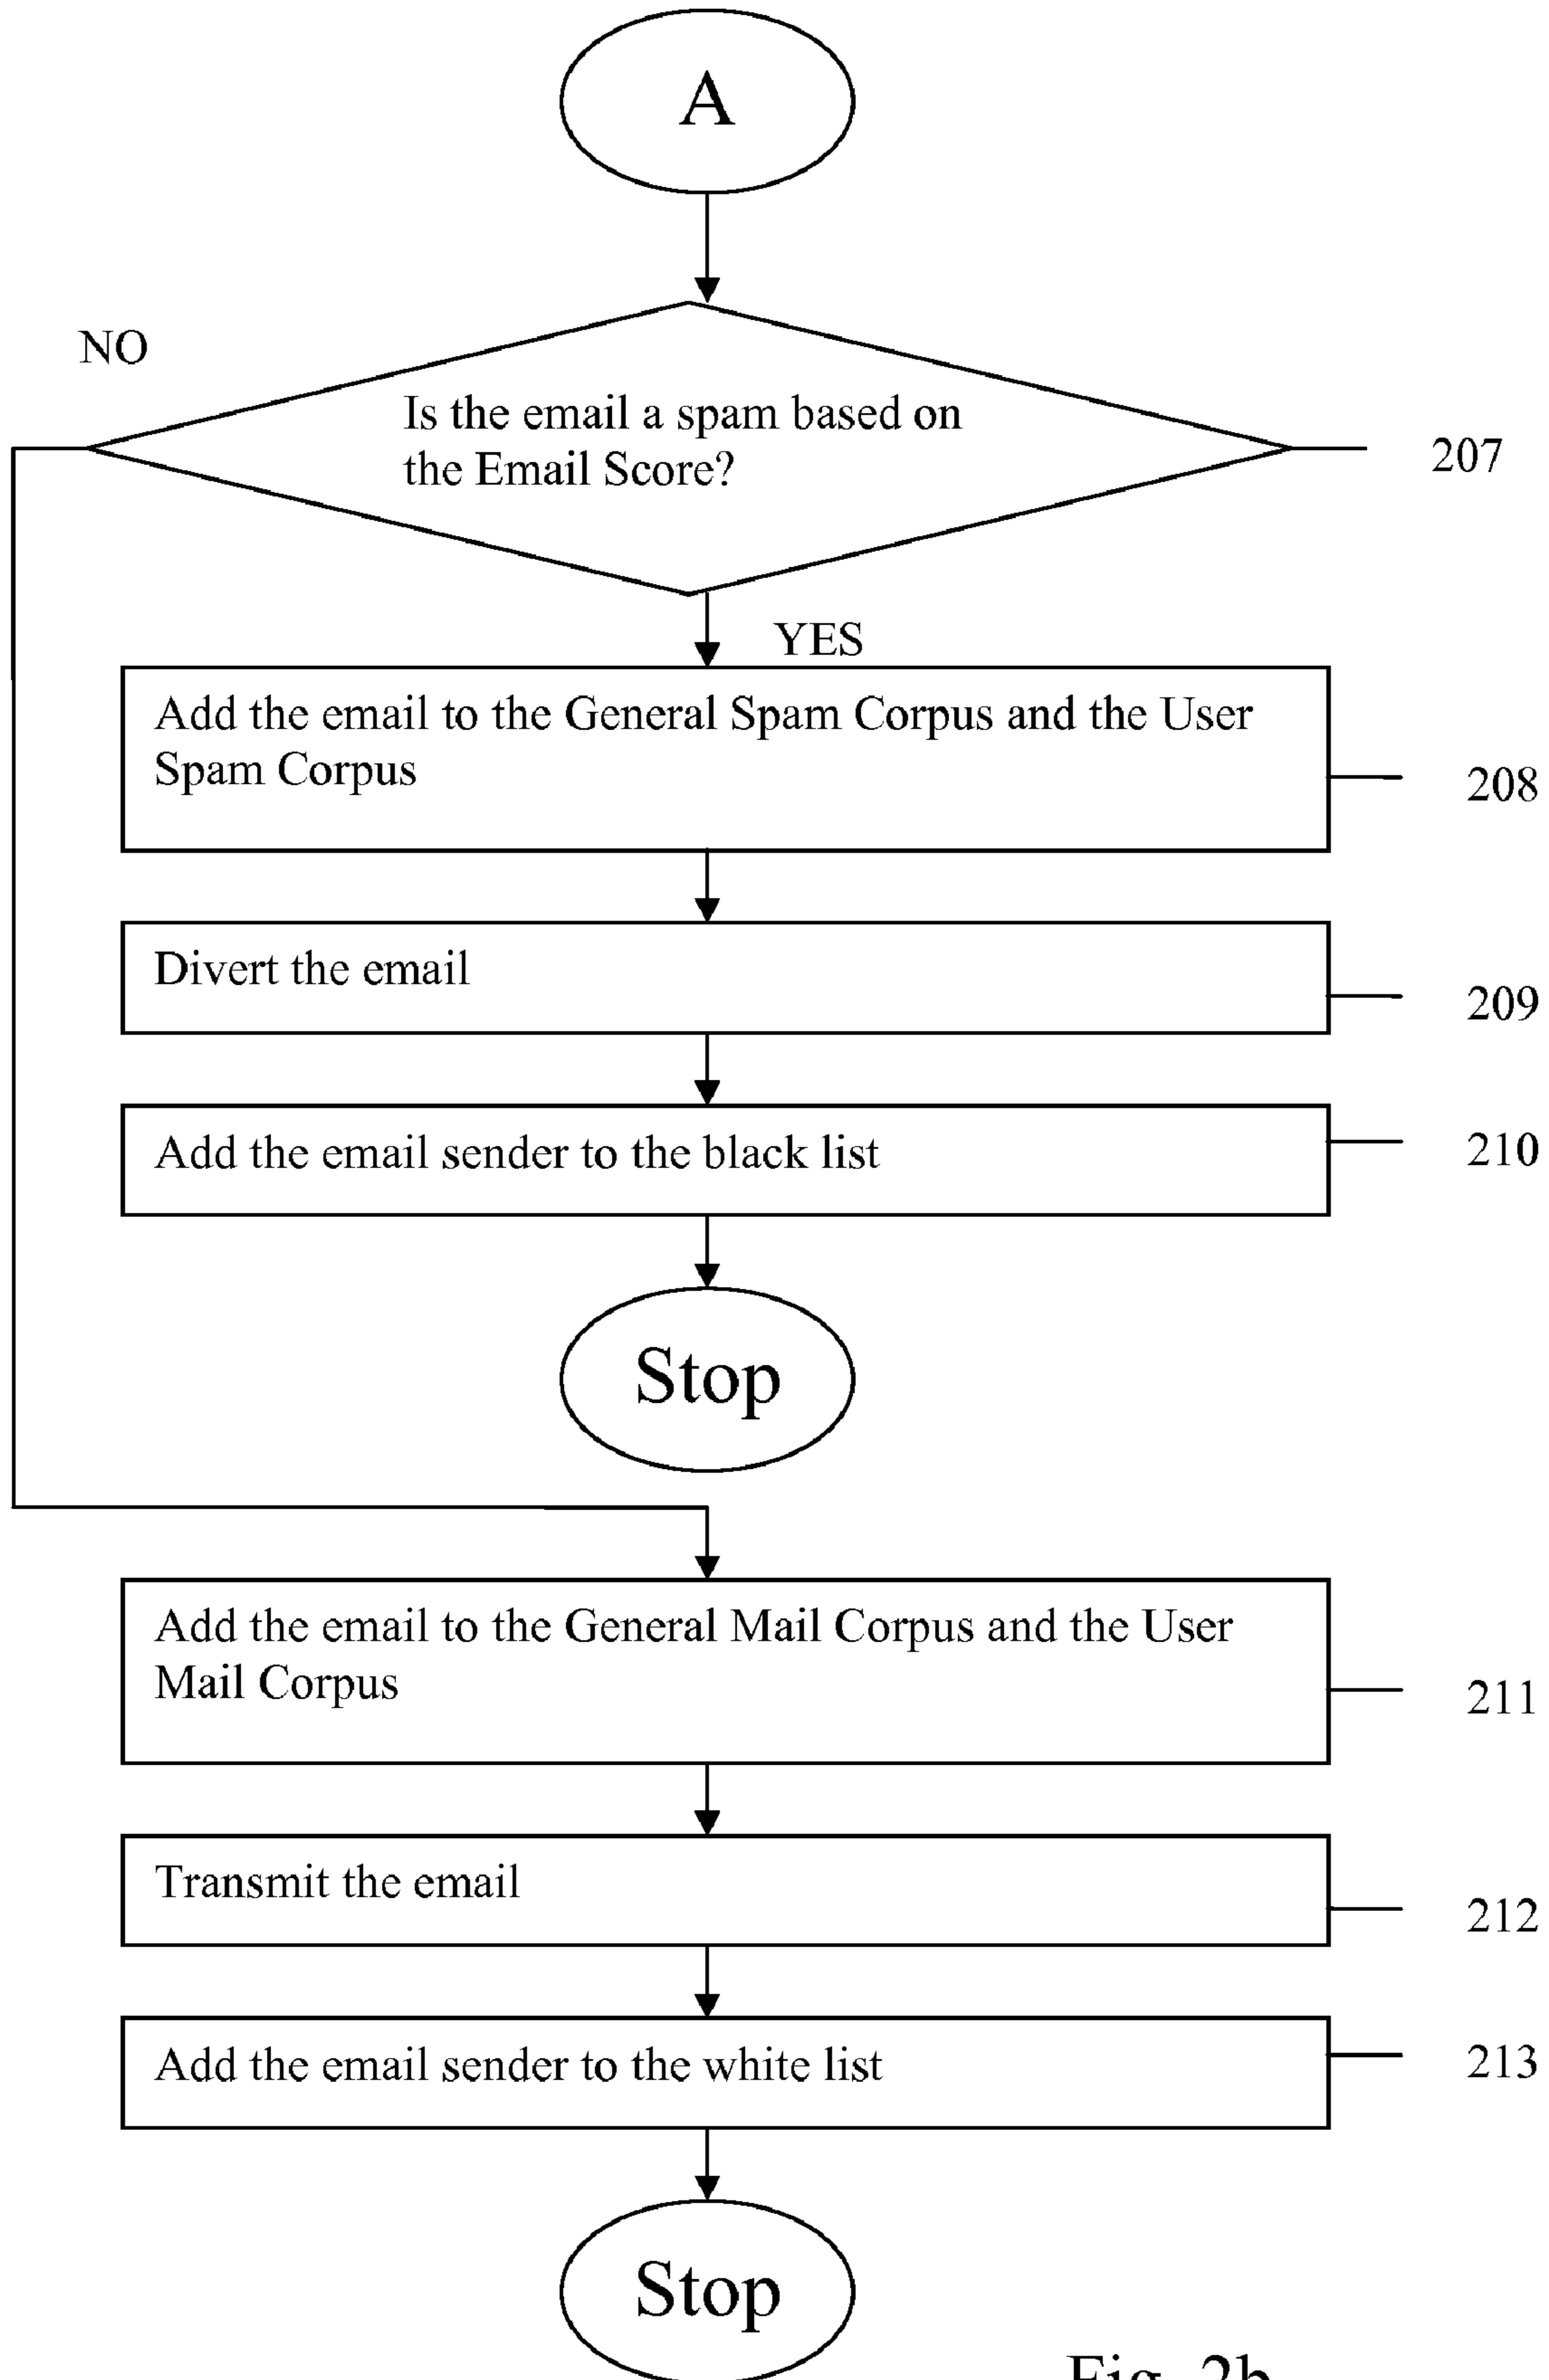 A
NO
Is the email a spam based on
the Email Score?
207
YES
Add the email to the General Spam Corpus and the User
Spam Corpus
208
Divert the email
209
Add the email sender to the black list
210
Stop
Add the email to the General Mail Corpus and the User
Mail Corpus
211
Transmit the email
212
Add the email sender to the white list
213
Stop
Fig. 2b